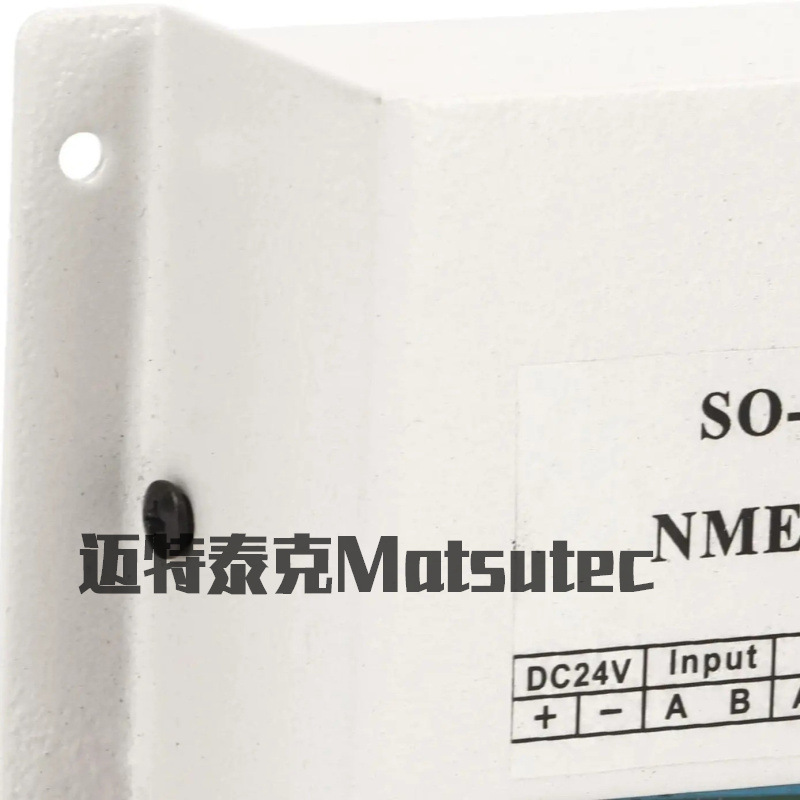 SO-
NME
迈特泰克Matsutec
DC24V Input
+ - A B A